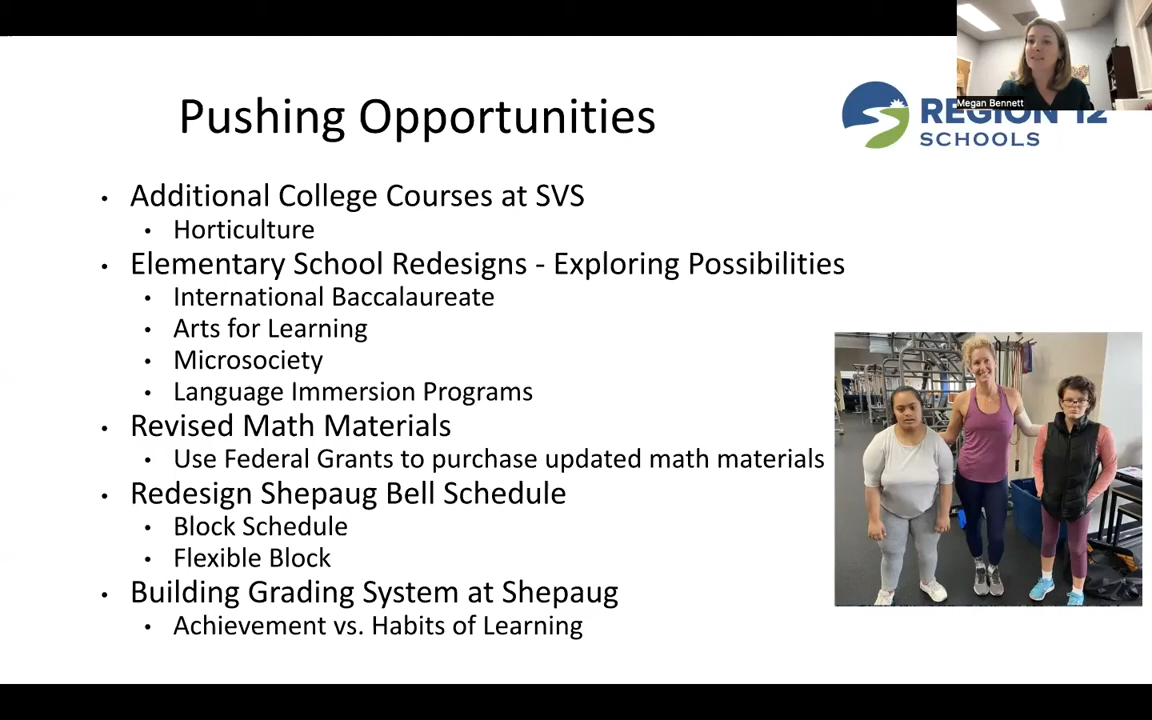 Pushing Opportunities
Megan Bennett
REGION 12
SCHOOLS
• Additional College Courses at SVS
• Horticulture
• Elementary School Redesigns - Exploring Possibilities
• International Baccalaureate
• Arts for Learning
• Microsociety
• Language Immersion Programs
• Revised Math Materials
• Use Federal Grants to purchase updated math materials
• Redesign Shepaug Bell Schedule
• Block Schedule
• Flexible Block
• Building Grading System at Shepaug
• Achievement vs. Habits of Learning